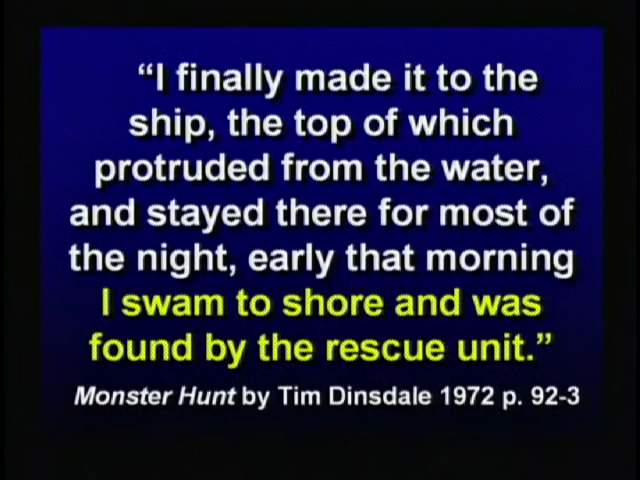 “I finally made it to the
ship, the top of which
protruded from the water,
and stayed there for most of
the night, early that morning
I swam to shore and was
found by the rescue unit.”
Monster Hunt by Tim Dinsdale 1972 p. 92-3